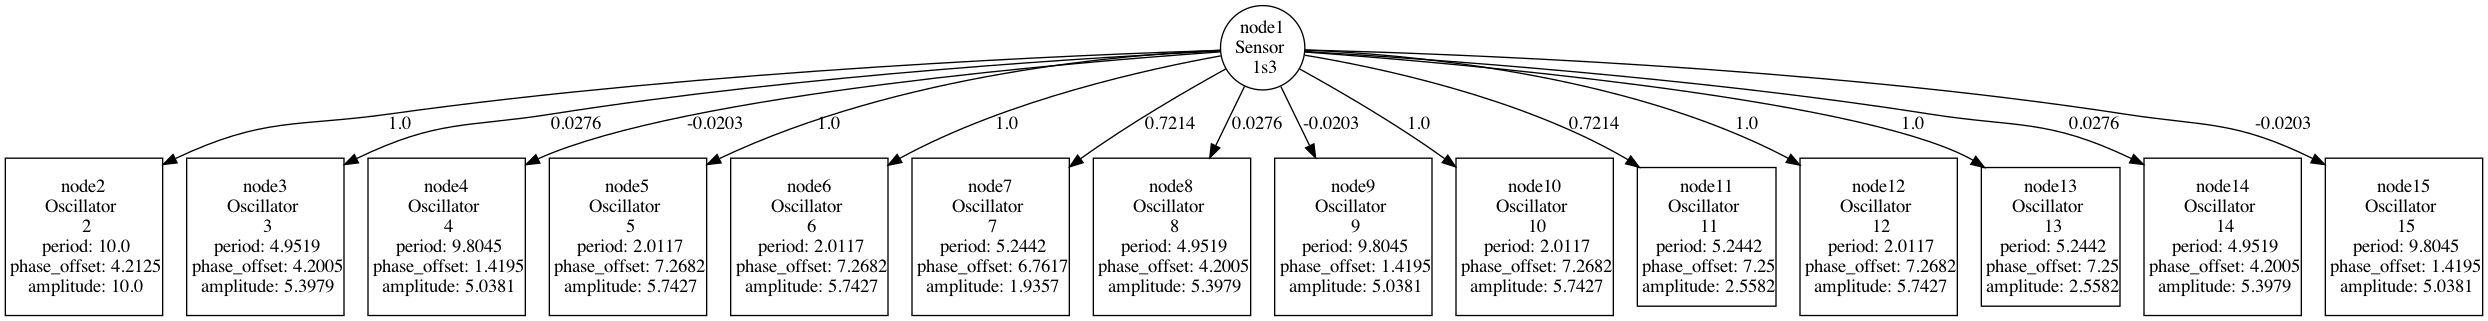 node1
Sensor
1s3
1.0
0.0276
-0.0203
1.0
1.0
0.7214
0.0276
-0.0203
1.0
0.7214
1.0
1.0
0.0276
-0.0203
node2
Oscillator
2
period: 10.0
phase_offset: 4.2125
amplitude: 10.0
node3
Oscillator
3
period: 4.9519
phase_offset: 4.2005
amplitude: 5.3979
node4
Oscillator
4
period: 9.8045
phase_offset: 1.4195
amplitude: 5.0381
node5
Oscillator
5
period: 2.0117
phase_offset: 7.2682
amplitude: 5.7427
node6
Oscillator
6
period: 2.0117
phase_offset: 7.2682
amplitude: 5.7427
node7
Oscillator
7
period: 5.2442
phase_offset: 6.7617
amplitude: 1.9357
node8
Oscillator
8
period: 4.9519
phase_offset: 4.2005
amplitude: 5.3979
node9
Oscillator
9
period: 9.8045
phase_offset: 1.4195
amplitude: 5.0381
node10
Oscillator
10
period: 2.0117
phase_offset: 7.2682
amplitude: 5.7427
node11
Oscillator
11
period: 5.2442
phase_offset: 7.25
amplitude: 2.5582
node12
Oscillator
12
period: 2.0117
phase_offset: 7.2682
amplitude: 5.7427
node13
Oscillator
13
period: 5.2442
phase_offset: 7.25
amplitude: 2.5582
node14
Oscillator
14
period: 4.9519
phase_offset: 4.2005
amplitude: 5.3979
node15
Oscillator
15
period: 9.8045
phase_offset: 1.4195
amplitude: 5.0381